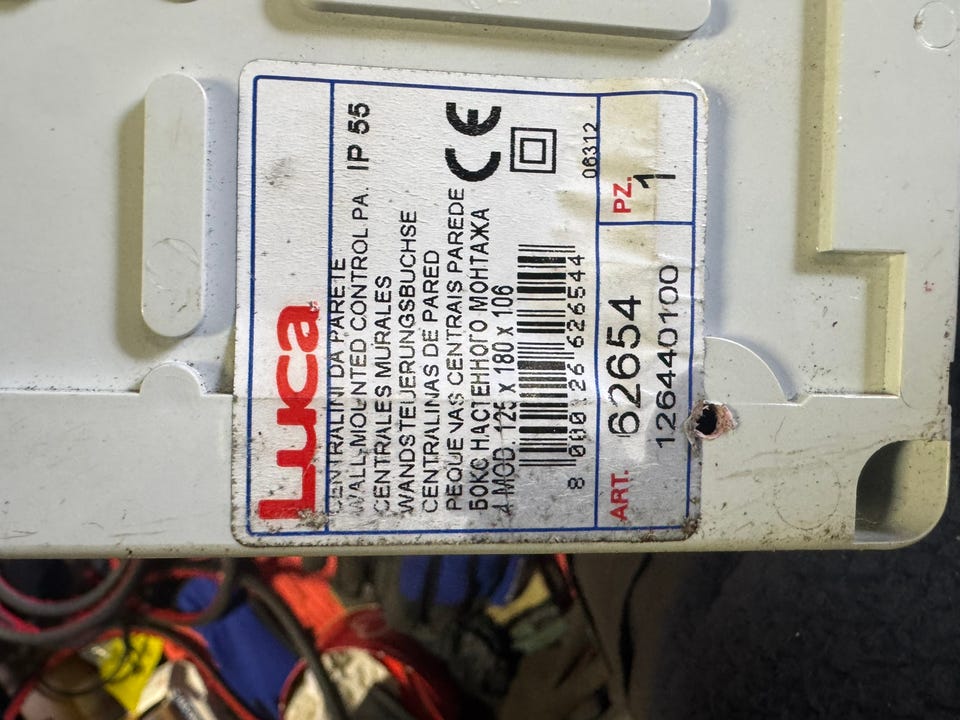 Luca
CENTRALINI DA PARETE
WALL-MOUNTED CONTROL PA. IP 55
CENTRALES MURALES
WANDSTEUERUNGSBUCHSE
CENTRALINAS DE PARED
PEQUENAS CENTRAIS PAREDE
БОКС НАСТЕННОГО МОНТАЖА
4 MOD. 125 X 180 X 106
CE
8 000126 626544
06312
ART. 62654
126440100
PZ.
1